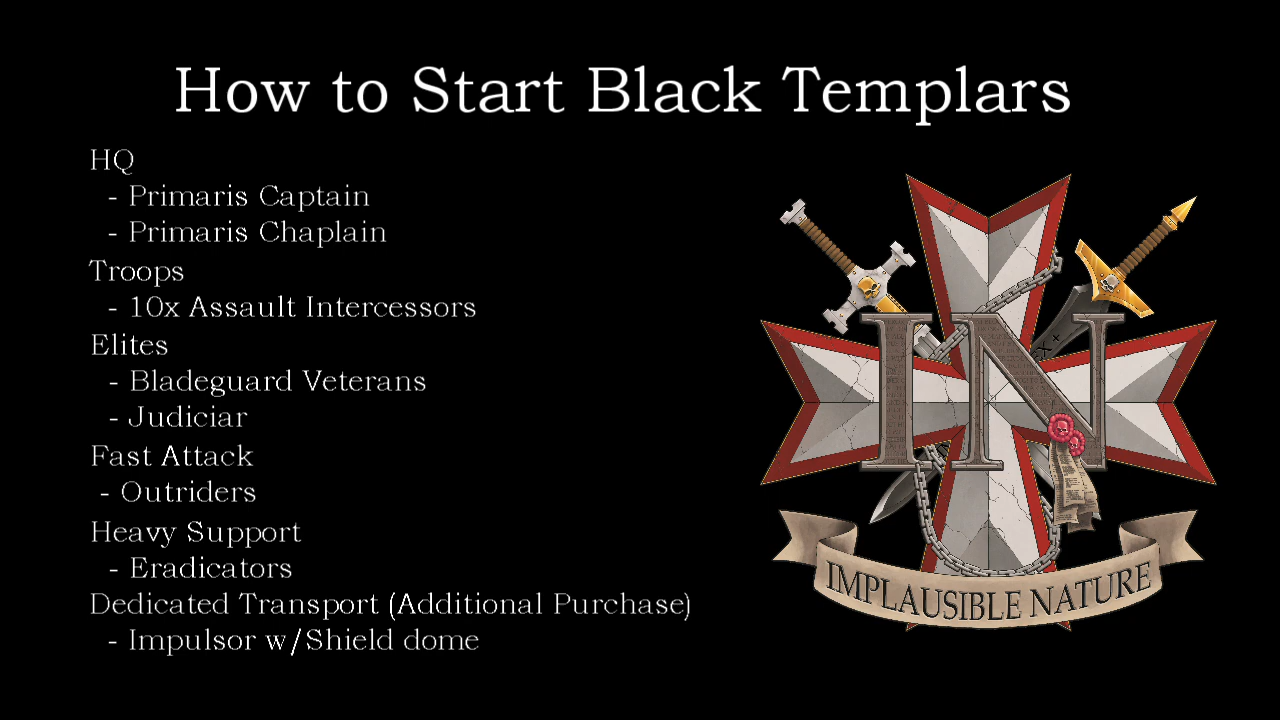 How to Start Black Templars
HQ
- Primaris Captain
- Primaris Chaplain
Troops
- 10x Assault Intercessors
Elites
- Bladeguard Veterans
- Judiciar
Fast Attack
- Outriders
Heavy Support
- Eradicators
Dedicated Transport (Additional Purchase)
- Impulsor w/Shield dome
IN
IMPLAUSIBLE NATURE